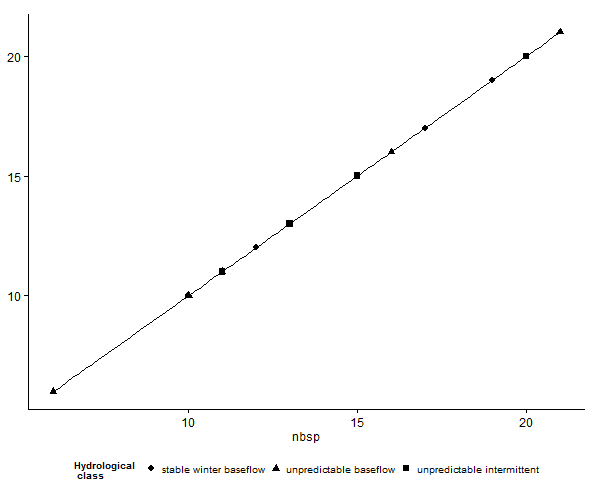 20
15
10
10 15 20
nbsp
Hydrological
class
stable winter baseflow unpredictable baseflow unpredictable intermittent